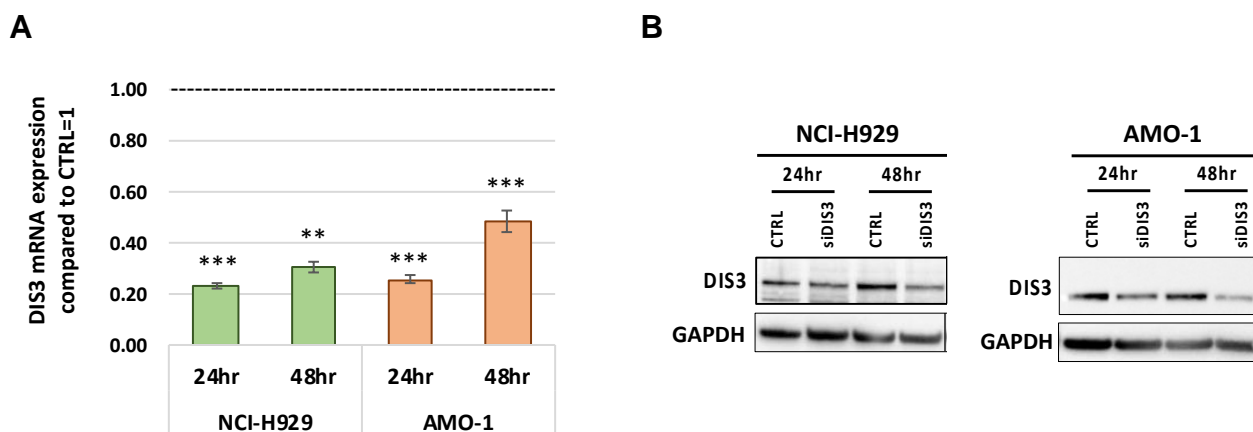 A
B
DIS3 mRNA expression
compared to CTRL=1
1.00
0.80
0.60
0.40
0.20
0.00
***
**
***
***
24hr 48hr 24hr 48hr
NCI-H929 AMO-1
NCI-H929
24hr 48hr
CTRL siDIS3 CTRL siDIS3
DIS3
GAPDH
AMO-1
24hr 48hr
CTRL siDIS3 CTRL siDIS3
DIS3
GAPDH